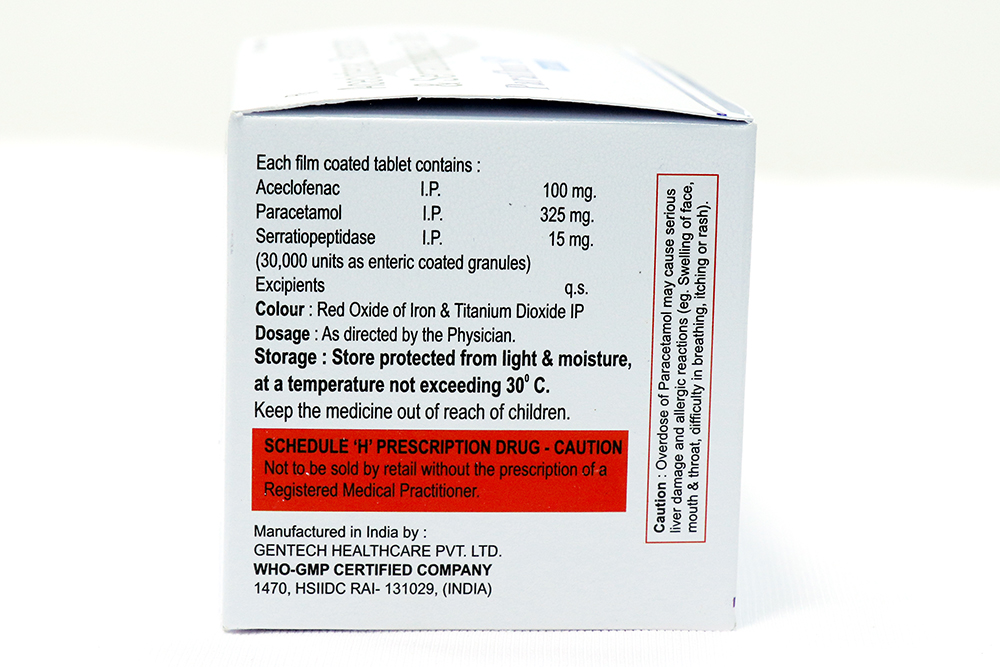 Each film coated tablet contains :
Aceclofenac I.P. 100 mg.
Paracetamol I.P. 325 mg.
Serratiopeptidase I.P. 15 mg.
(30,000 units as enteric coated granules)
Excipients q.s.
Colour : Red Oxide of Iron & Titanium Dioxide IP
Dosage : As directed by the Physician.
Storage : Store protected from light & moisture,
at a temperature not exceeding 30⁰ C.
Keep the medicine out of reach of children.
SCHEDULE ‘H’ PRESCRIPTION DRUG - CAUTION
Not to be sold by retail without the prescription of a
Registered Medical Practitioner.
Manufactured in India by :
GENTECH HEALTHCARE PVT. LTD.
WHO-GMP CERTIFIED COMPANY
1470, HSIIDC RAI- 131029, (INDIA)
Caution : Overdose of Paracetamol may cause serious
liver damage and allergic reactions (eg. Swelling of face,
mouth & throat, difficulty in breathing, itching or rash).